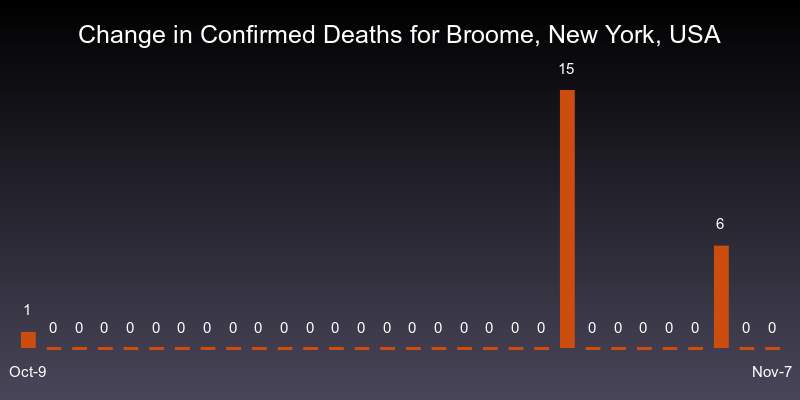 Change in Confirmed Deaths for Broome, New York, USA
15
6
1
0 0 0 0 0 0 0 0 0 0 0 0 0 0 0 0 0 0 0 0 0 0 0 0 0 0 0
Oct-9 Nov-7